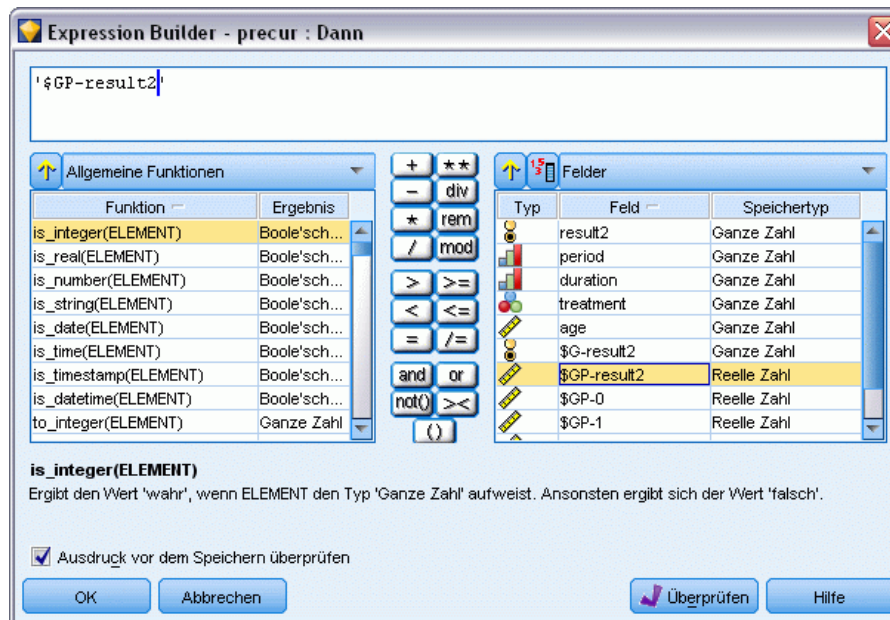 Expression Builder - precur : Dann
'$GP-result2'
Allgemeine Funktionen
Funktion Ergebnis
is_integer(ELEMENT) Boole'sch...
is_real(ELEMENT) Boole'sch...
is_number(ELEMENT) Boole'sch...
is_string(ELEMENT) Boole'sch...
is_date(ELEMENT) Boole'sch...
is_time(ELEMENT) Boole'sch...
is_timestamp(ELEMENT) Boole'sch...
is_datetime(ELEMENT) Boole'sch...
to_integer(ELEMENT) Ganze Zahl
+ **
- div
* rem
/ mod
> >=
< <=
= /=
and or
not() ><
()
Felder
Typ Feld Speichertyp
result2 Ganze Zahl
period Ganze Zahl
duration Ganze Zahl
treatment Ganze Zahl
age Ganze Zahl
$G-result2 Ganze Zahl
$GP-result2 Reelle Zahl
$GP-0 Reelle Zahl
$GP-1 Reelle Zahl
is_integer(ELEMENT)
Ergibt den Wert 'wahr', wenn ELEMENT den Typ 'Ganze Zahl' aufweist. Ansonsten ergibt sich der Wert 'falsch'.
Ausdruck vor dem Speichern überprüfen
OK Abbrechen Überprüfen Hilfe